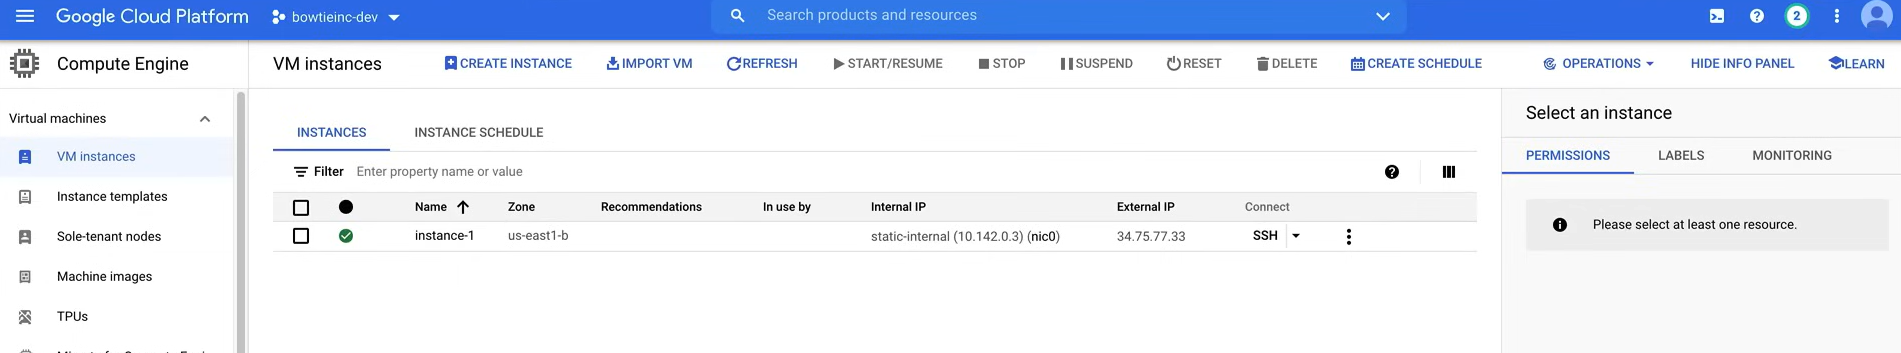 Google Cloud Platform bowtieinc-dev Search products and resources 2
Compute Engine VM instances CREATE INSTANCE IMPORT VM REFRESH START/RESUME STOP SUSPEND RESET DELETE CREATE SCHEDULE OPERATIONS HIDE INFO PANEL LEARN
Virtual machines
VM instances
Instance templates
Sole-tenant nodes
Machine images
TPUs
INSTANCES INSTANCE SCHEDULE
Filter Enter property name or value
Name Zone Recommendations In use by Internal IP External IP Connect
instance-1 us-east1-b static-internal (10.142.0.3) (nic0) 34.75.77.33 SSH
Select an instance
PERMISSIONS LABELS MONITORING
Please select at least one resource.